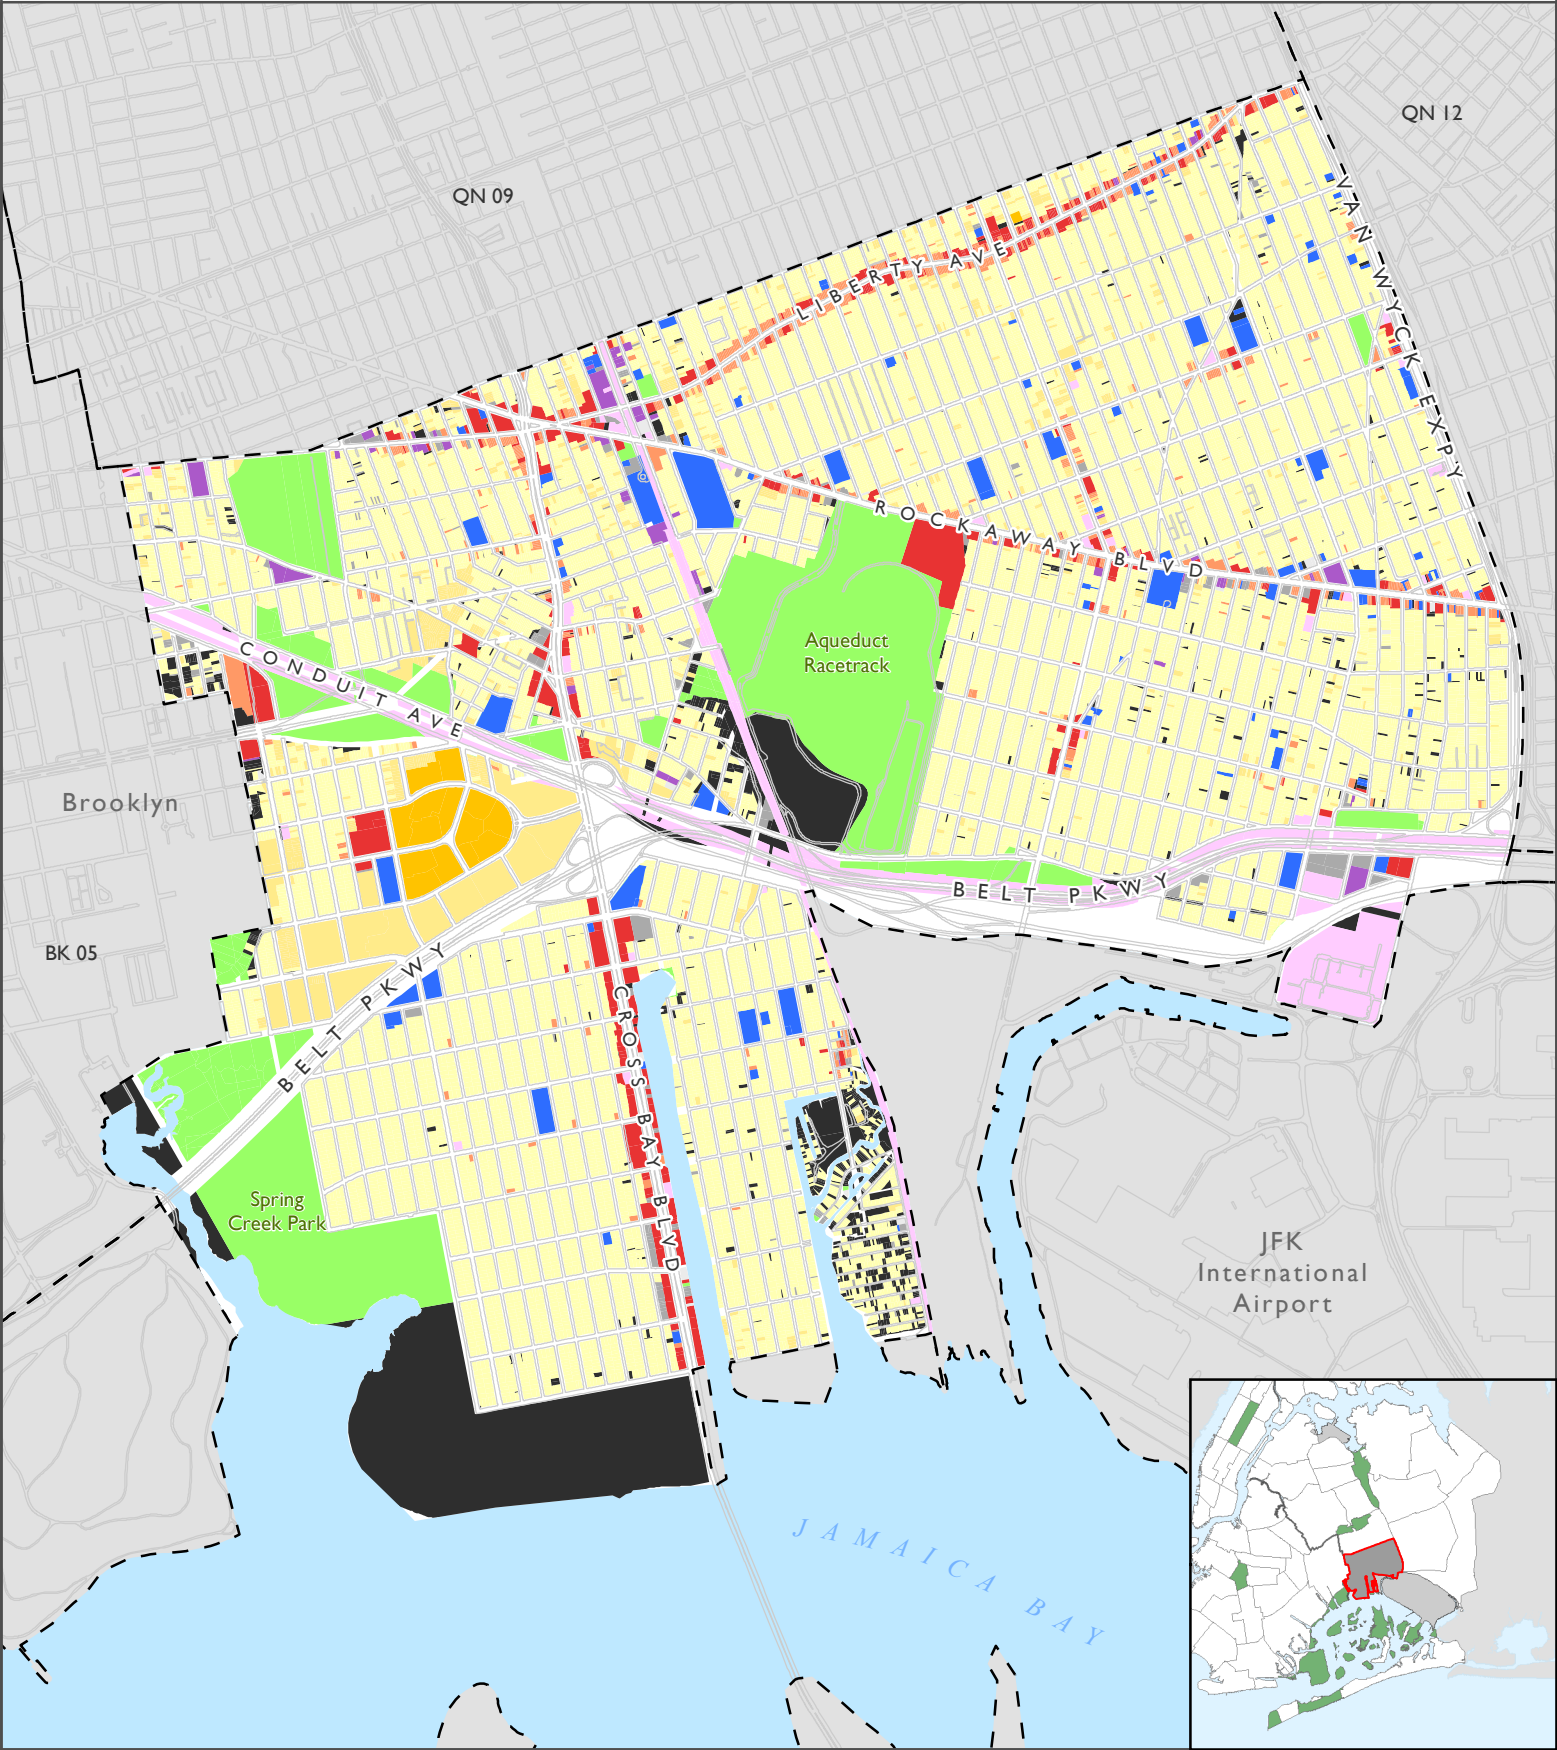 QN 12
QN 09
VAN WYCK EXPY
LIBERTY AVE
ROCKAWAY BLVD
Aqueduct
Racetrack
CONDUIT AVE
Brooklyn
BELT PKWY
BK 05
BELT PKWY
CROSS BAY BLVD
Spring
Creek Park
JFK
International
Airport
JAMAICA BAY